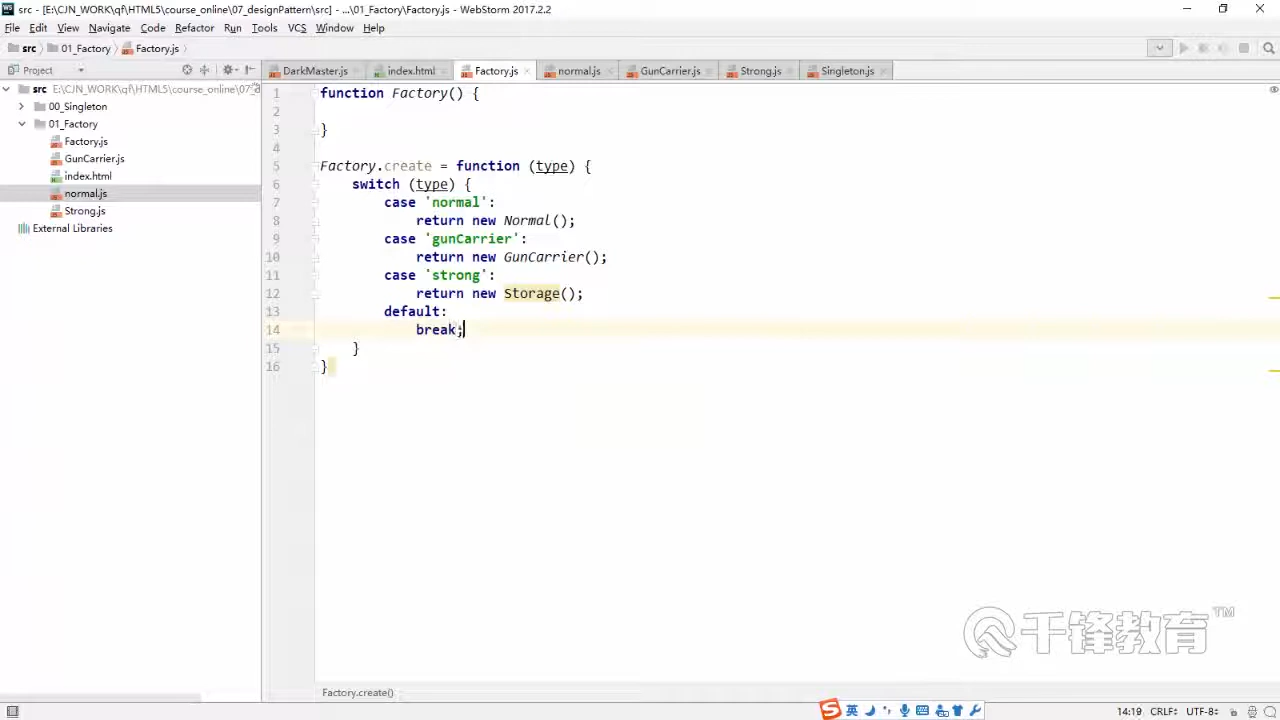 src - [E:\CJN_WORK\qf\HTML5\course_online\07_designPattern\src] - ...\01_Factory\Factory.js - WebStorm 2017.2.2
File Edit View Navigate Code Refactor Run Tools VCS Window Help
src 01_Factory Factory.js
Project
DarkMaster.js index.html Factory.js normal.js GunCarrier.js Strong.js Singleton.js
src E:\CJN_WORK\qf\HTML5\course_online\07_d
00_Singleton
01_Factory
Factory.js
GunCarrier.js
index.html
normal.js
Strong.js
External Libraries
1 function Factory() {
2
3 }
4
5 Factory.create = function (type) {
6 switch (type) {
7 case 'normal':
8 return new Normal();
9 case 'gunCarrier':
10 return new GunCarrier();
11 case 'strong':
12 return new Storage();
13 default:
14 break;
15 }
16 }
千锋教育™
Factory.create()
S 英
14:19 CRLF÷ UTF-8÷